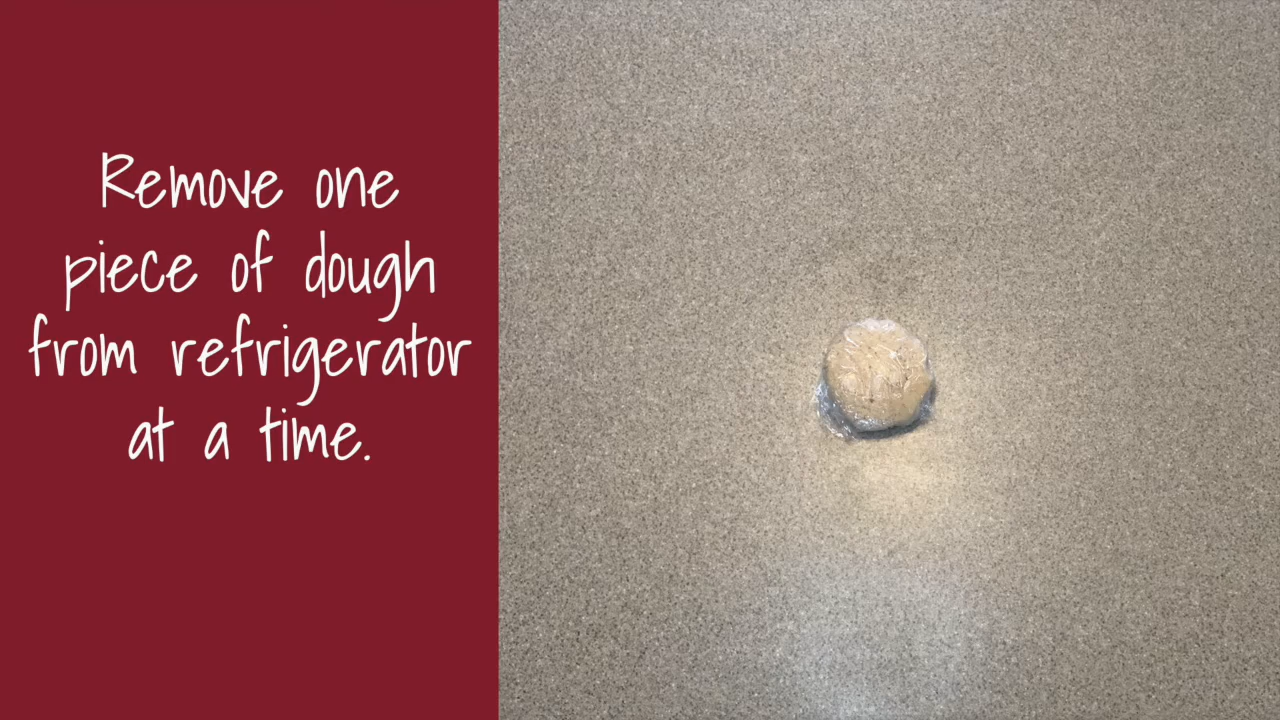 Remove one
piece of dough
from refrigerator
at a time.